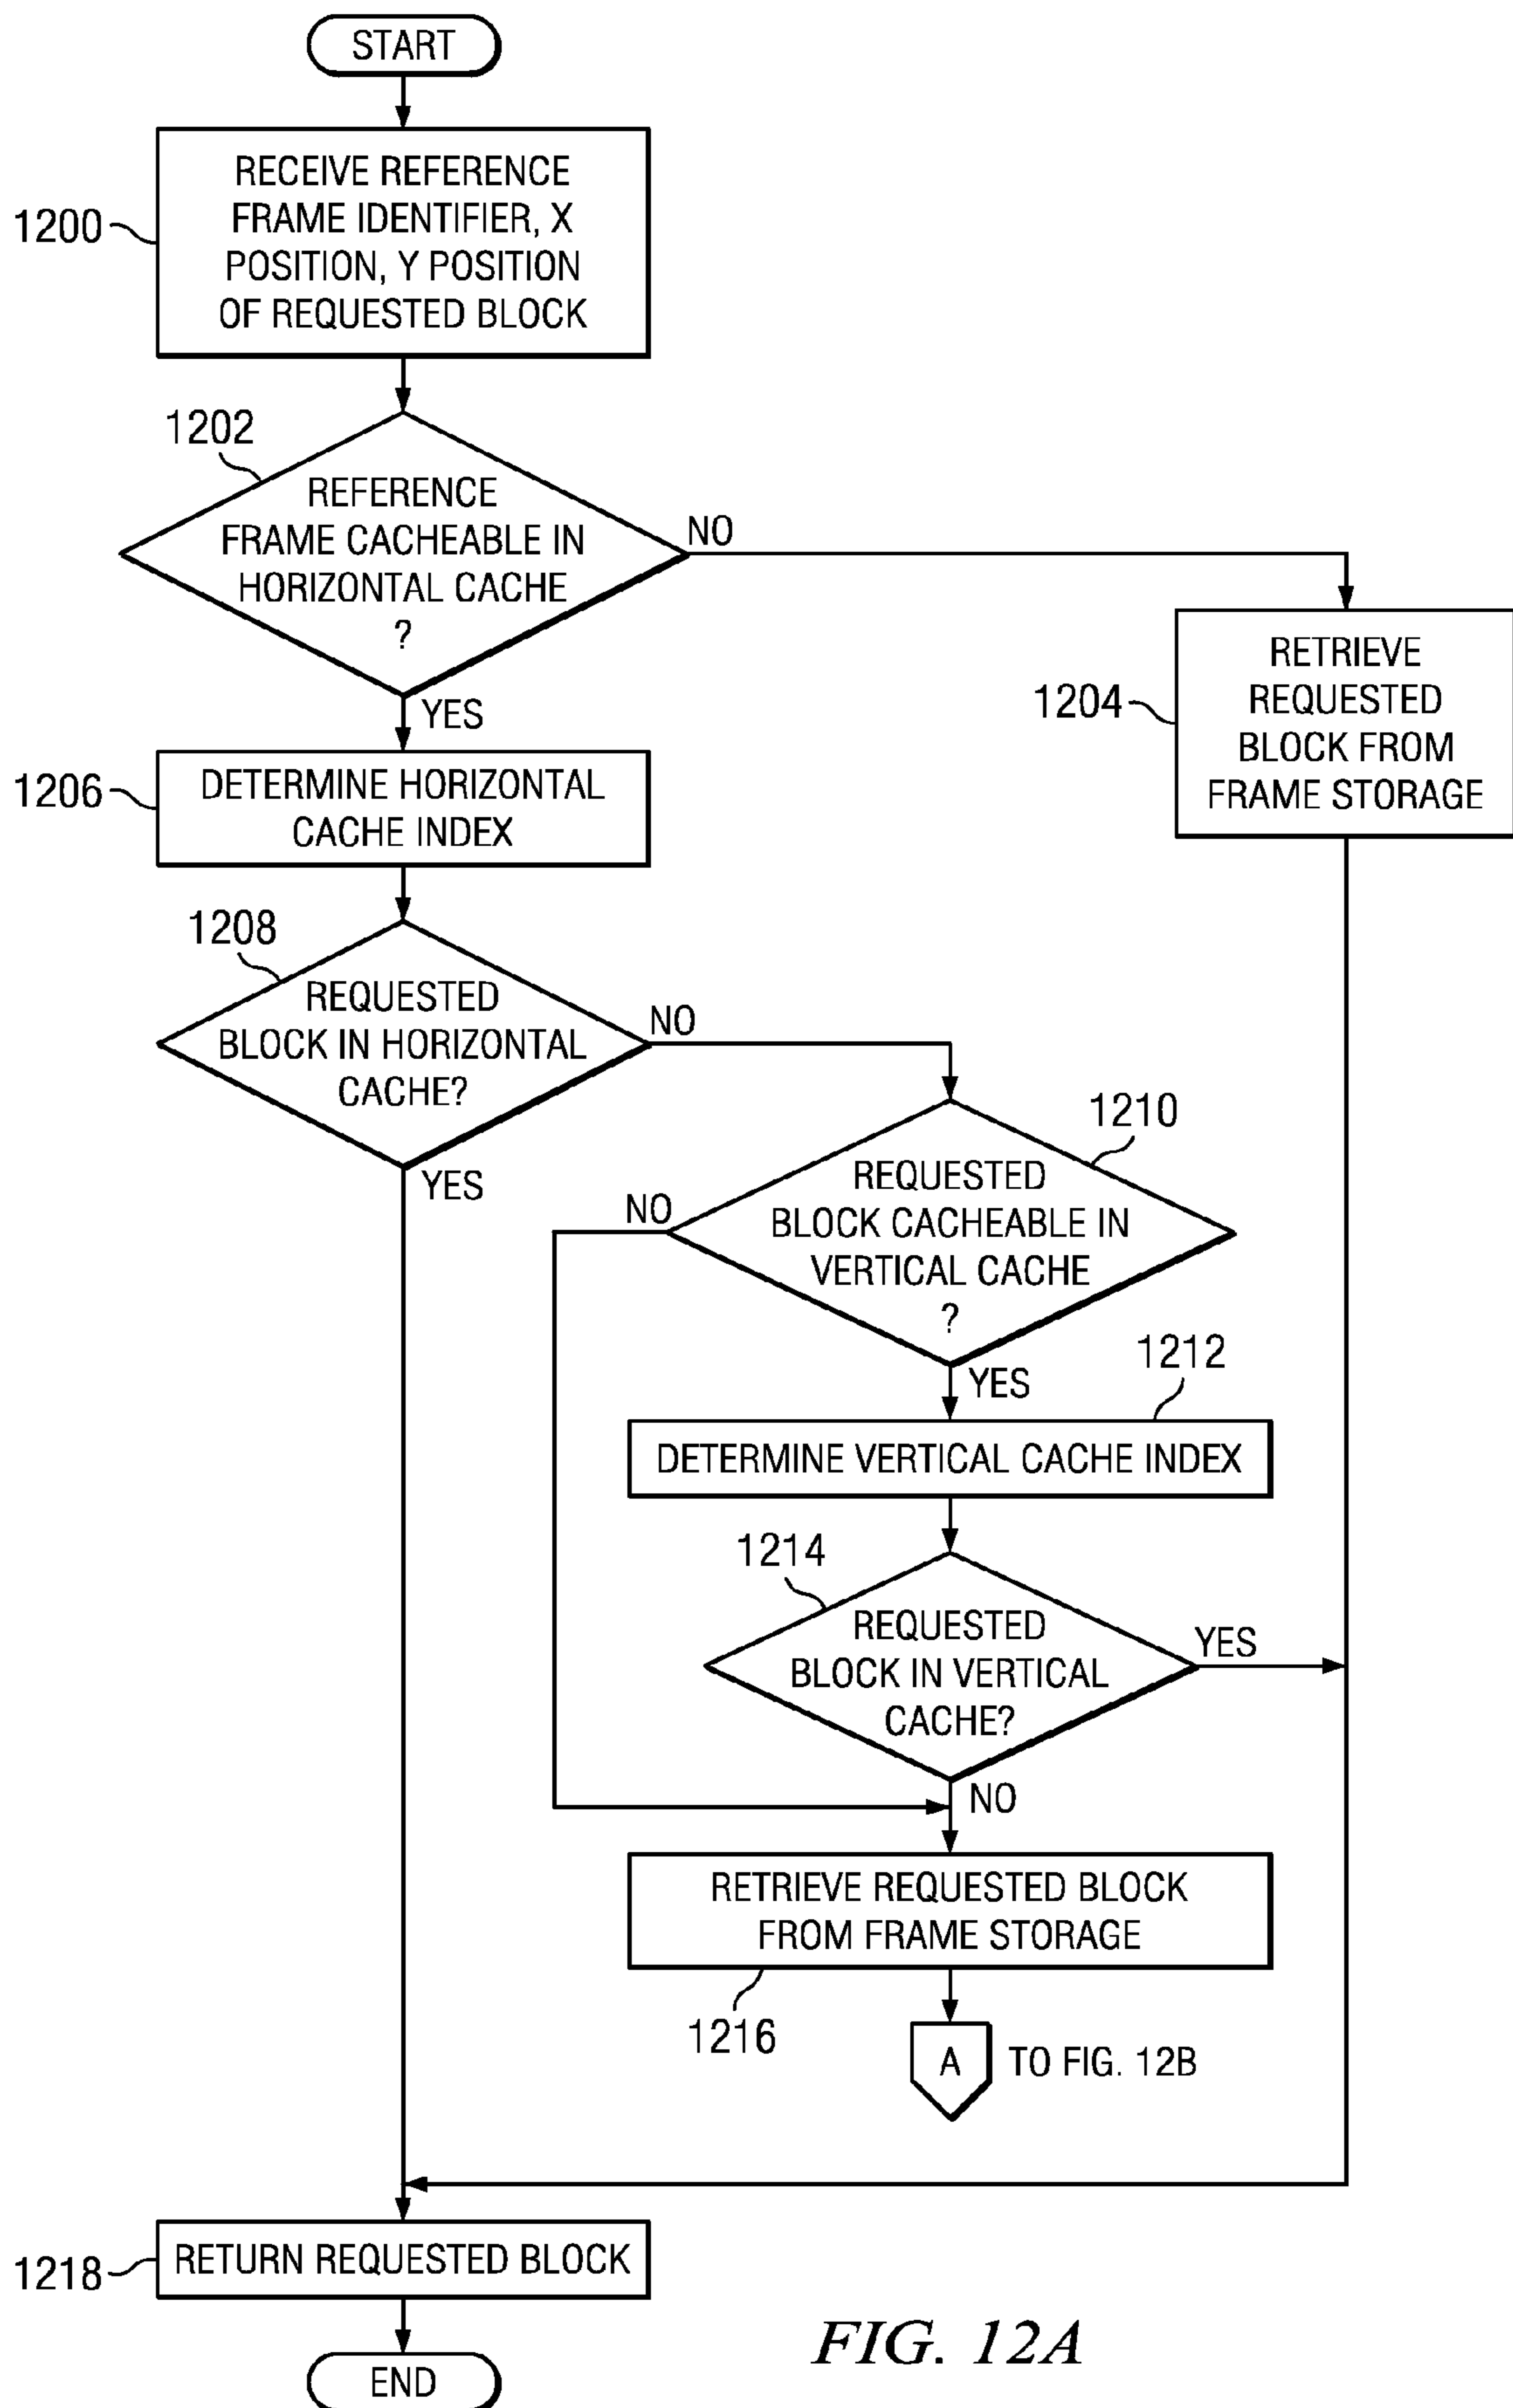 START
RECEIVE REFERENCE
FRAME IDENTIFIER, X
POSITION, Y POSITION
OF REQUESTED BLOCK
1200
1202
REFERENCE
FRAME CACHEABLE IN
HORIZONTAL CACHE
?
NO
YES
RETRIEVE
REQUESTED
BLOCK FROM
FRAME STORAGE
1204
1206
DETERMINE HORIZONTAL
CACHE INDEX
1208
REQUESTED
BLOCK IN HORIZONTAL
CACHE?
NO
YES
1210
REQUESTED
BLOCK CACHEABLE IN
VERTICAL CACHE
?
NO
YES
1212
DETERMINE VERTICAL CACHE INDEX
1214
REQUESTED
BLOCK IN VERTICAL
CACHE?
YES
NO
RETRIEVE REQUESTED BLOCK
FROM FRAME STORAGE
1216
A
TO FIG. 12B
1218
RETURN REQUESTED BLOCK
END
FIG. 12A